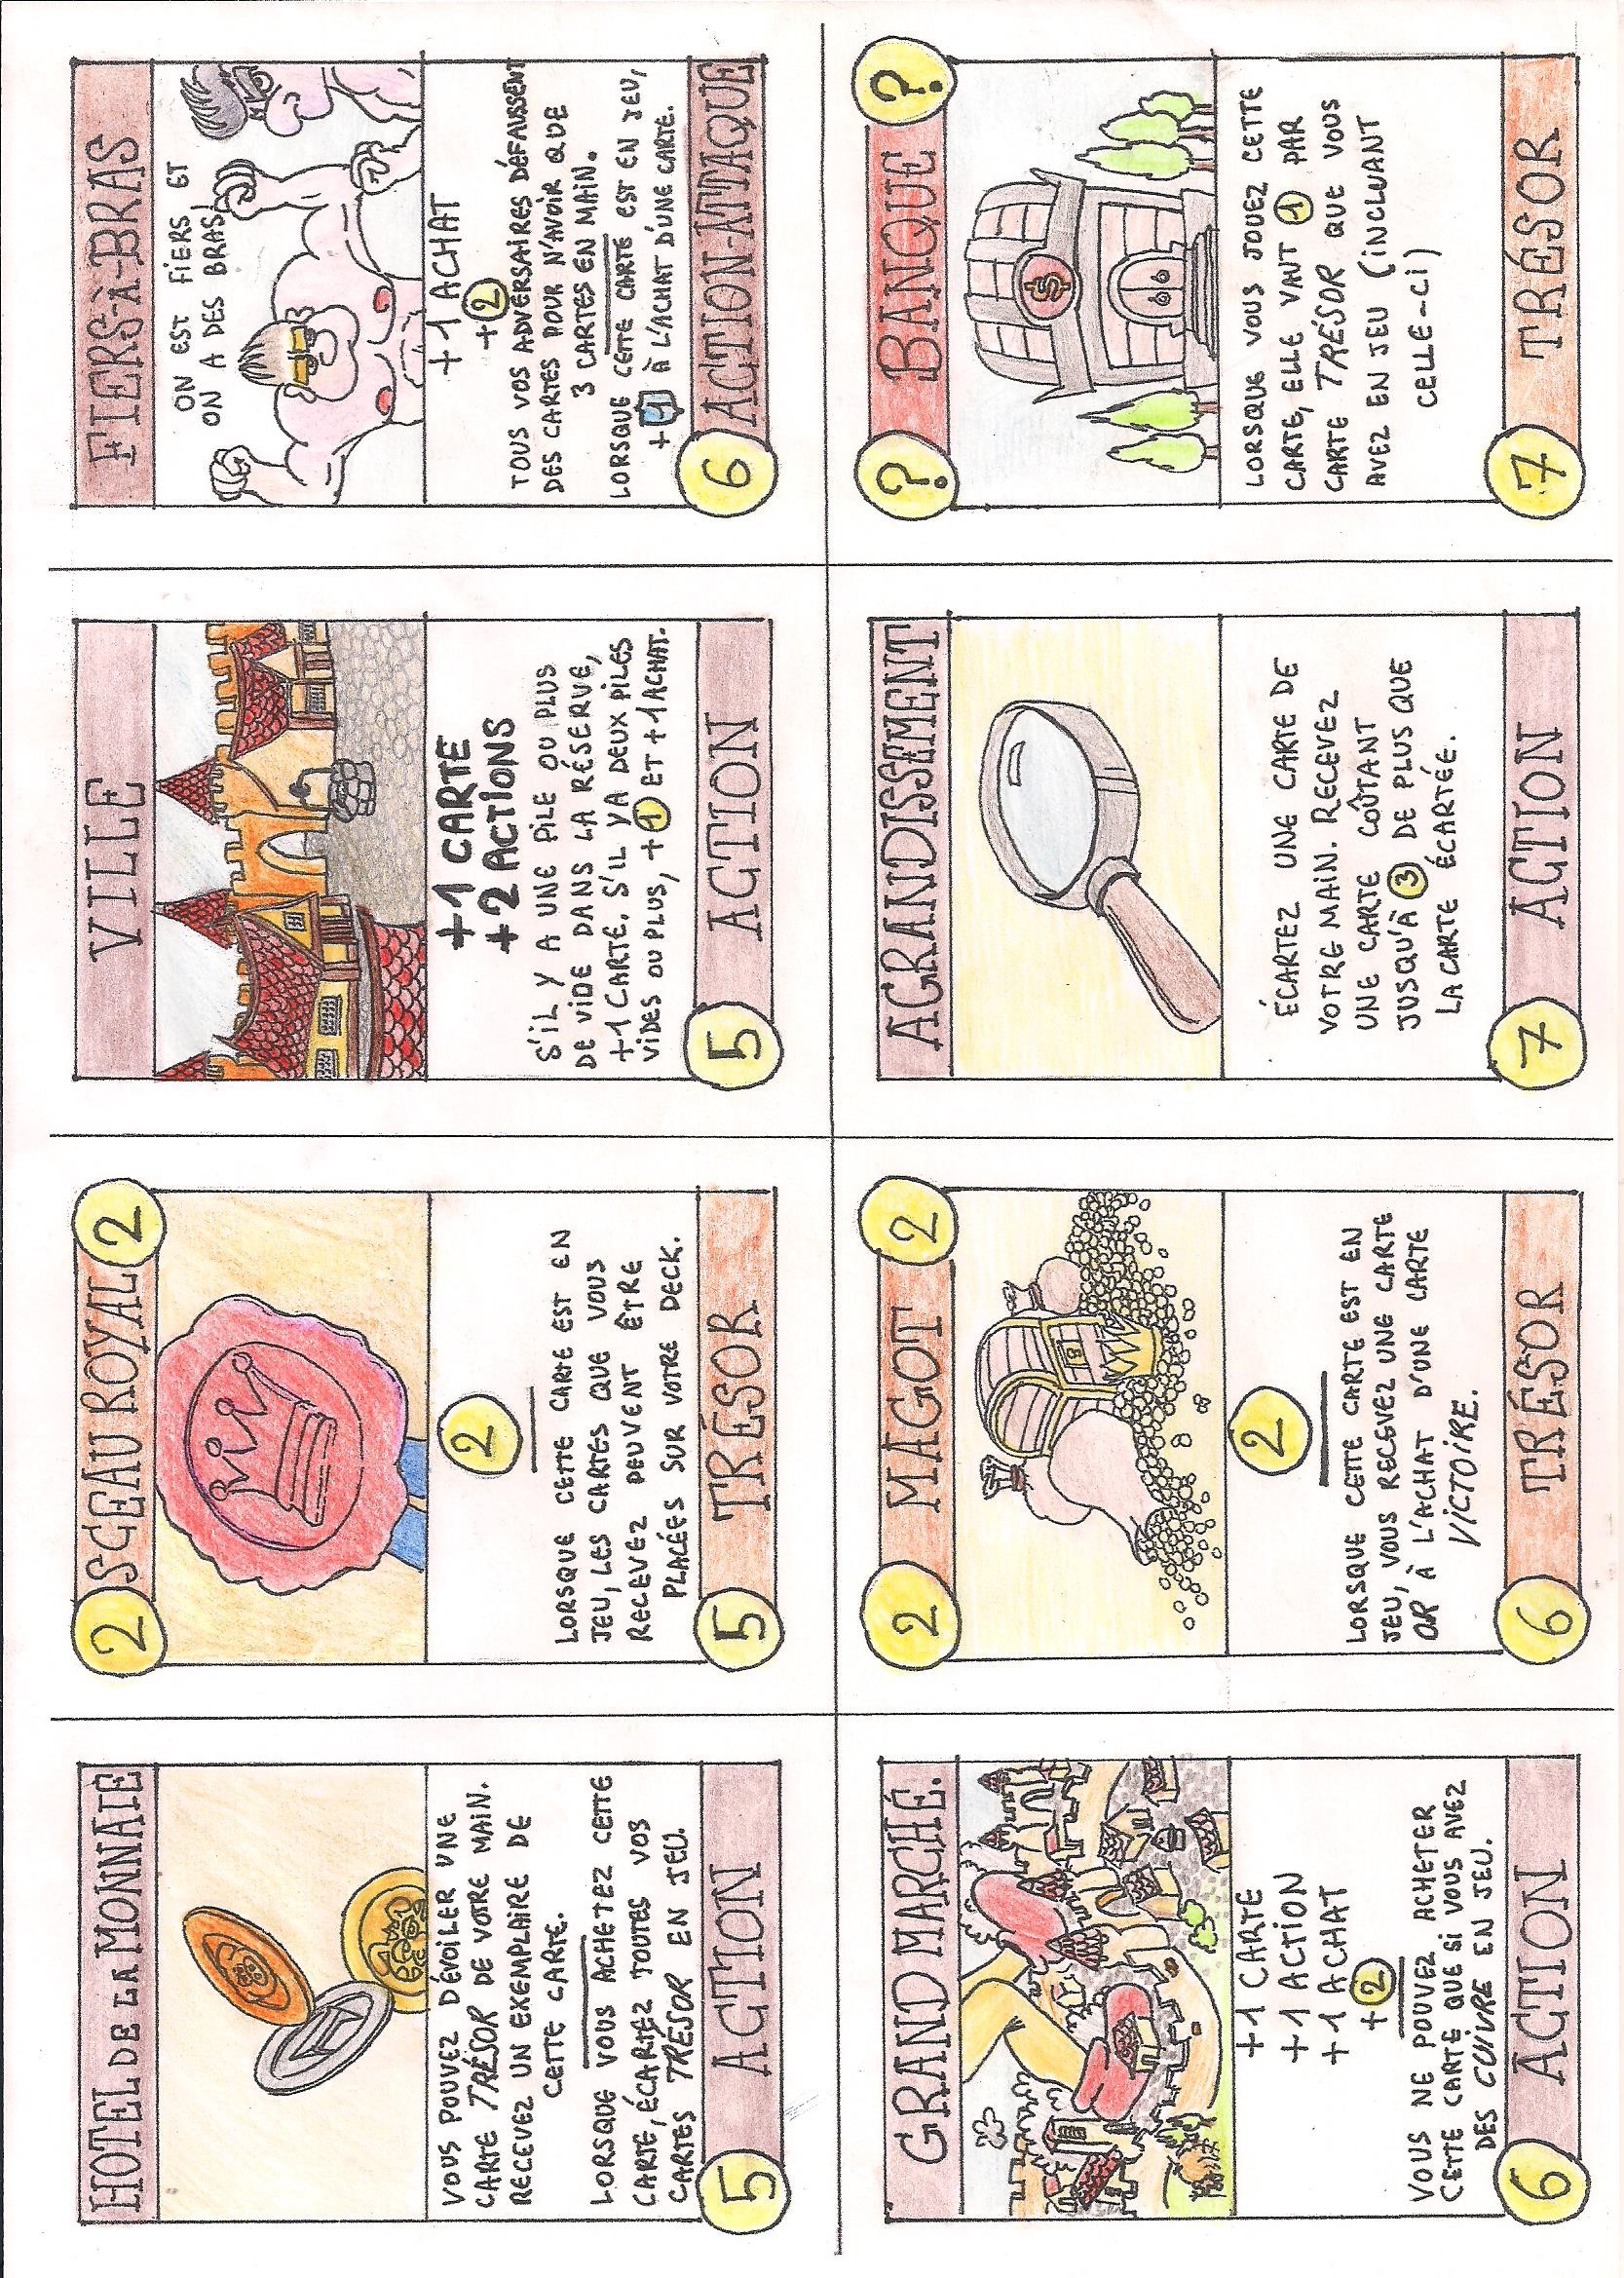 HOTEL DE LA MONNAIE
VOUS POUVEZ DÉVOILER UNE
CARTE TRÉSOR DE VOTRE MAIN.
RECEVEZ UN EXEMPLAIRE DE
CETTE CARTE.
LORSQUE VOUS ACHETEZ CETTE
CARTE, ÉCARTEZ TOUTES VOS
CARTES TRÉSOR EN JEU.
5 ACTION
2 SCEAU ROYAL 2
2
LORSQUE CETTE CARTE EST EN
JEU, LES CARTES QUE VOUS
RECEVEZ PEUVENT ÊTRE
PLACÉES SUR VOTRE DECK.
5 TRÉSOR
VILLE
+1 CARTE
+2 ACTIONS
S'IL Y A UNE PILE OU PLUS
DE VIDE DANS LA RÉSERVE,
+1 CARTE. S'IL Y A DEUX PILES
VIDES OU PLUS, +1 ET +1 ACHAT.
5 ACTION
FIERS-À-BRAS
ON EST FIERS, ET
ON A DES BRAS!
+1 ACHAT
+2
TOUS VOS ADVERSAIRES DÉFAUSSENT
DES CARTES POUR N'AVOIR QUE
3 CARTES EN MAIN.
LORSQUE CETTE CARTE EST EN JEU,
+1 À L'ACHAT D'UNE CARTE.
6 ACTION-ATTAQUE
GRAND MARCHÉ.
+1 CARTE
+1 ACTION
+1 ACHAT
+2
VOUS NE POUVEZ ACHETER
CETTE CARTE QUE SI VOUS AVEZ
DES CUIVRE EN JEU.
6 ACTION
2 MAGOT 2
2
LORSQUE CETTE CARTE EST EN
JEU, VOUS RECEVEZ UNE CARTE
OR À L'ACHAT D'UNE CARTE
VICTOIRE.
6 TRÉSOR
AGRANDISSEMENT
ÉCARTEZ UNE CARTE DE
VOTRE MAIN. RECEVEZ
UNE CARTE COÛTANT
JUSQU'À 3 DE PLUS QUE
LA CARTE ÉCARTÉE.
7 ACTION
? BANQUE ?
$
LORSQUE VOUS JOUEZ CETTE
CARTE, ELLE VAUT 1 PAR
CARTE TRÉSOR QUE VOUS
AVEZ EN JEU (INCLUANT
CELLE-CI)
7 TRÉSOR